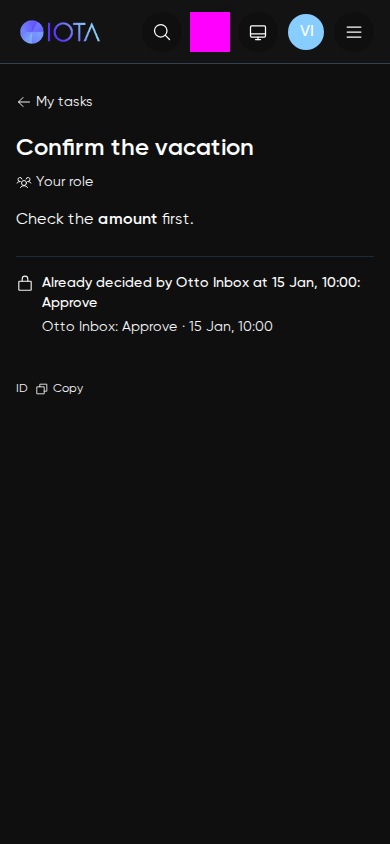 IOTA
VI
My tasks
Confirm the vacation
Your role
Check the amount first.
Already decided by Otto Inbox at 15 Jan, 10:00:
Approve
Otto Inbox: Approve · 15 Jan, 10:00
ID Copy